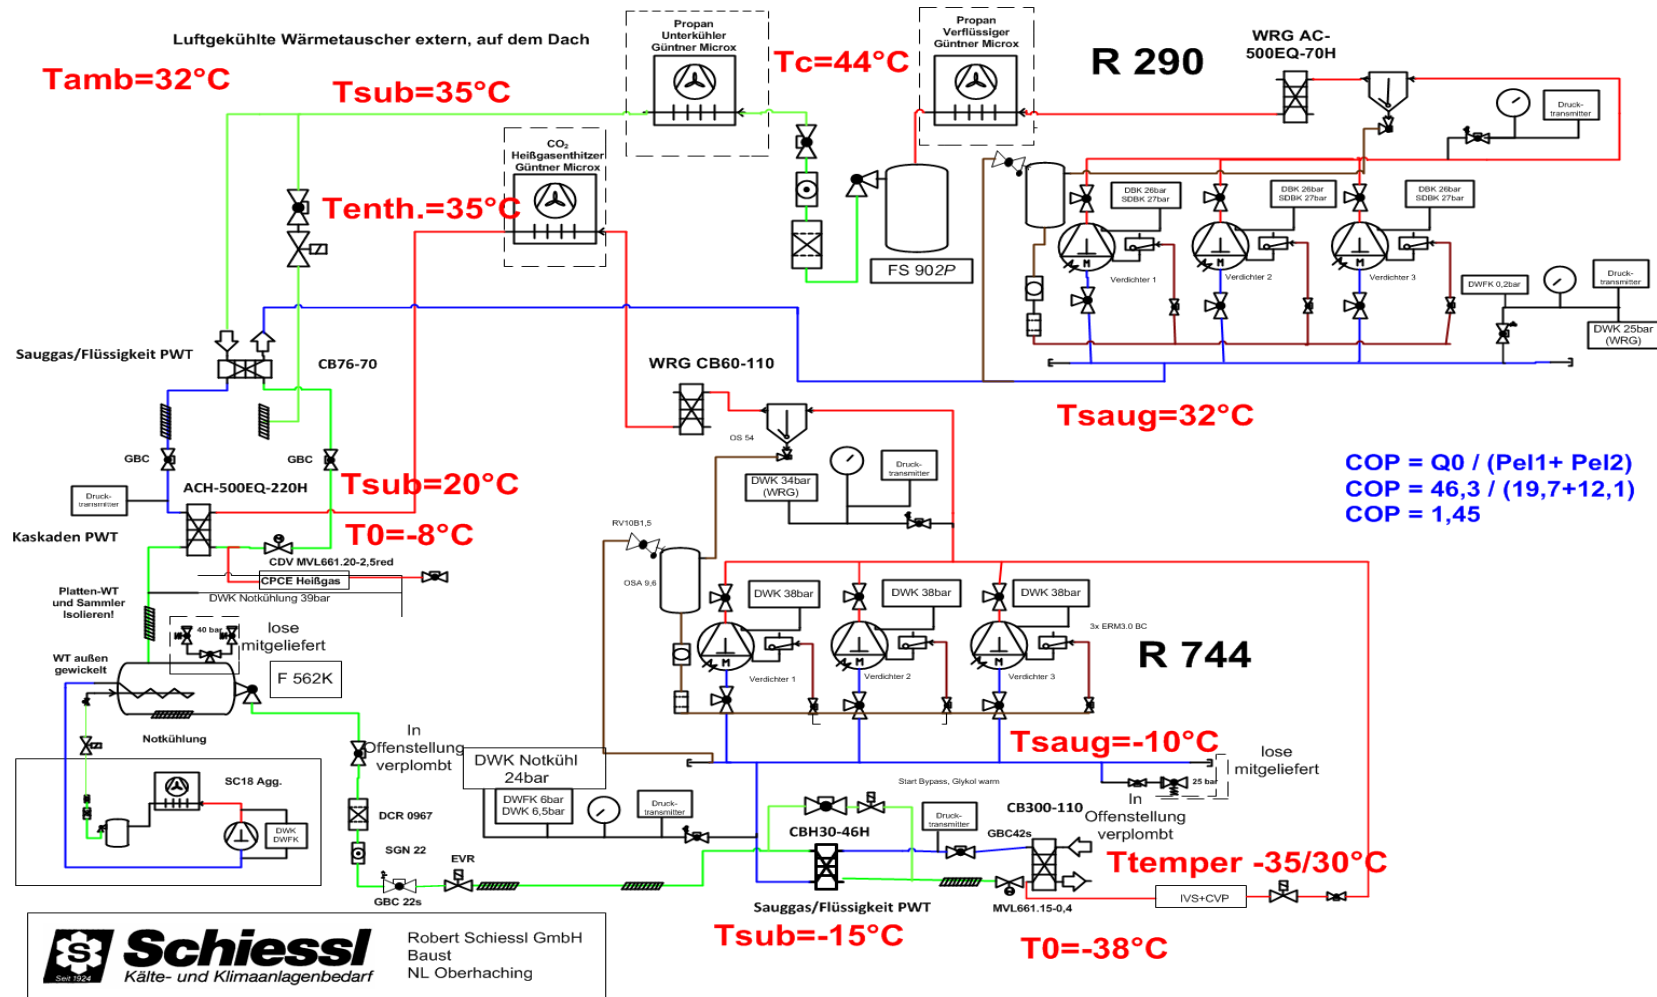 Luftgekühlte Wärmetauscher extern, auf dem Dach
Tamb=32°C
Tsub=35°C
Propan
Unterkühler
Güntner Microx
Tc=44°C
Propan
Verflüssiger
Güntner Microx
R 290
WRG AC-
500EQ-70H
Druck-
transmitter
CO2
Heißgasenthitzer
Güntner Microx
Tenth.=35°C
FS 902P
DBK 26bar
SDBK 27bar
DBK 26bar
SDBK 27bar
DBK 26bar
SDBK 27bar
M
M
M
Verdichter 1
Verdichter 2
Verdichter 3
DWFK 0,2bar
Druck-
transmitter
DWK 25bar
(WRG)
Sauggas/Flüssigkeit PWT
CB76-70
WRG CB60-110
Tsaug=32°C
OS 54
GBC
GBC
Tsub=20°C
ACH-500EQ-220H
Druck-
transmitter
DWK 34bar
(WRG)
Druck-
transmitter
COP = Q0 / (Pel1+ Pel2)
COP = 46,3 / (19,7+12,1)
COP = 1,45
Kaskaden PWT
T0=-8°C
RV10B1,5
CDV MVL661.20-2,5red
CPCE Heißgas
DWK Notkühlung 39bar
OSA 9,6
Platten-WT
und Sammler
Isolieren!
DWK 38bar
DWK 38bar
DWK 38bar
40 bar
lose
mitgeliefert
3x ERM3.0 BC
R 744
WT außen
gewickelt
F 562K
M
M
M
Verdichter 1
Verdichter 2
Verdichter 3
Notkühlung
In
Offenstellung
verplombt
DWK Notkühl
24bar
Tsaug=-10°C
lose
mitgeliefert
25 bar
SC18 Agg.
DWK
DWFK
Start Bypass, Glykol warm
DWFK 6bar
DWK 6,5bar
Druck-
transmitter
CB300-110
In
Offenstellung
verplombt
DCR 0967
CBH30-46H
Druck-
transmitter
GBC42s
SGN 22
EVR
Ttemper -35/30°C
GBC 22s
IVS+CVP
Sauggas/Flüssigkeit PWT
MVL661.15-0,4
Tsub=-15°C
T0=-38°C
S
Seit 1924
Schiessl
Kälte- und Klimaanlagenbedarf
Robert Schiessl GmbH
Baust
NL Oberhaching